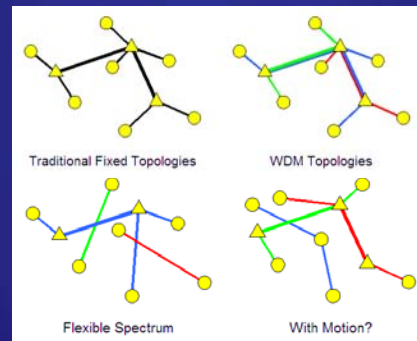 Traditional Fixed Topologies
WDM Topologies
Flexible Spectrum
With Motion?